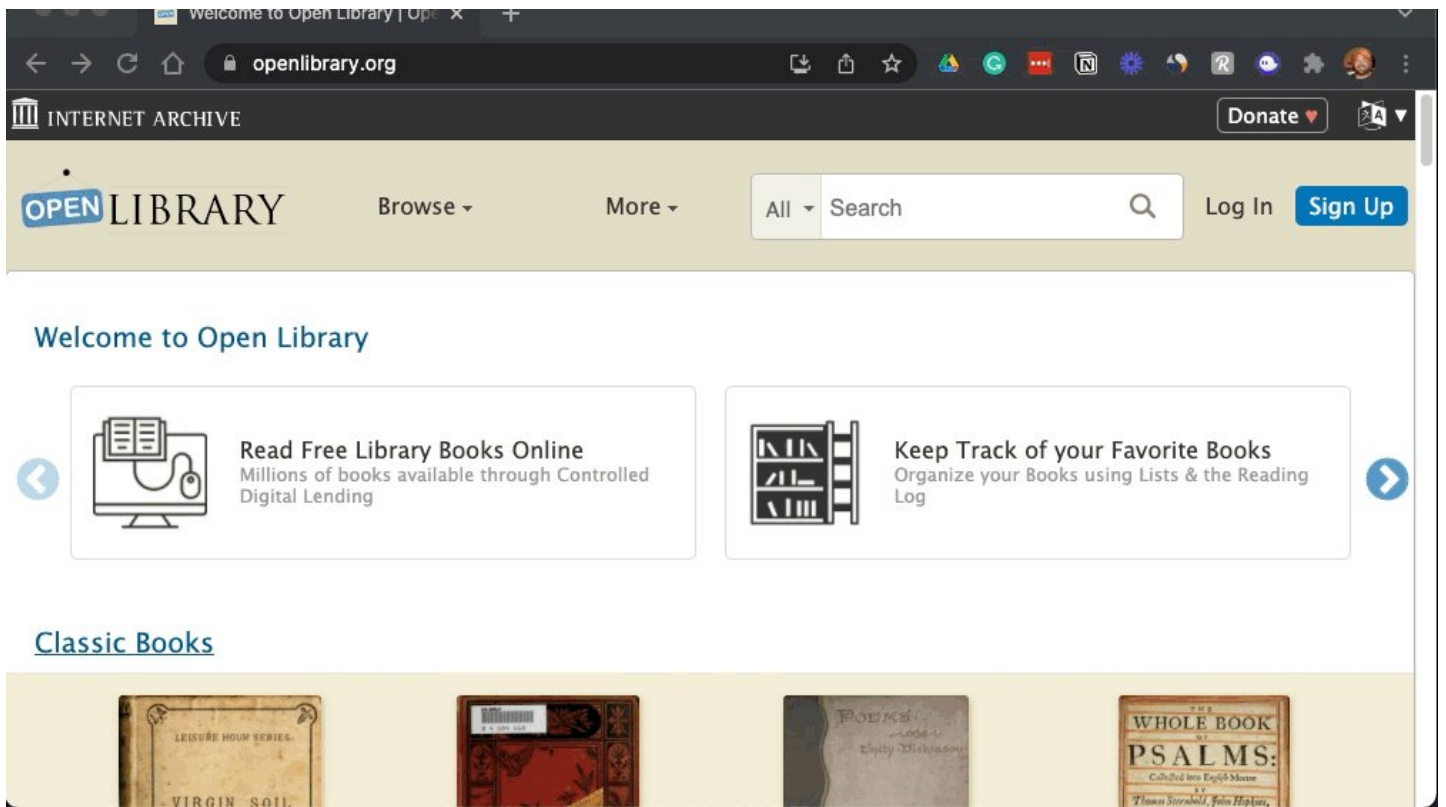 Welcome to Open Library | Ope
openlibrary.org
INTERNET ARCHIVE
Donate
OPEN LIBRARY
Browse
More
All
Search
Log In
Sign Up
Welcome to Open Library
Read Free Library Books Online
Millions of books available through Controlled
Digital Lending
Keep Track of your Favorite Books
Organize your Books using Lists & the Reading
Log
Classic Books
LEISURE HOUR SERIES.
VIRGIN SOIL
POEMS
Emily Dickinson
THE
WHOLE BOOK
OF
PSALMS:
Collected into English Meeter
BY
Thomas Sternhold, John Hopkins,